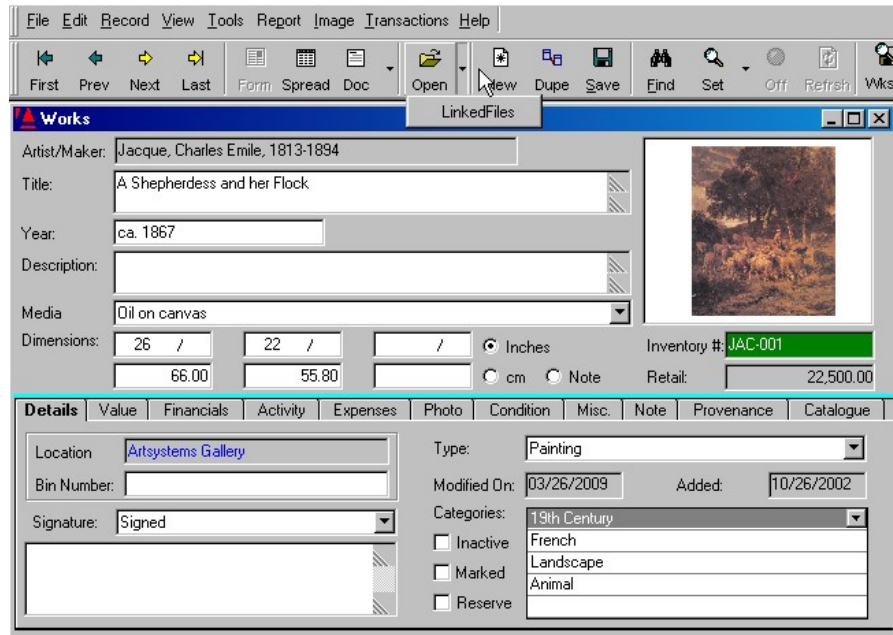 File Edit Record View Tools Report Image Transactions Help
First Prev Next Last Form Spread Doc Open New Dupe Save Find Set Off Refrsh Wks
LinkedFiles
Works
Artist/Maker: Jacque, Charles Emile, 1813-1894
Title: A Shepherdess and her Flock
Year: ca. 1867
Description:
Media Oil on canvas
Dimensions: 26 / 22 / / Inches Inventory #: JAC-001
66.00 55.80 cm Note Retail: 22,500.00
Details Value Financials Activity Expenses Photo Condition Misc. Note Provenance Catalogue
Location Artsystems Gallery Type: Painting
Bin Number: Modified On: 03/26/2009 Added: 10/26/2002
Signature: Signed Categories: 19th Century
Inactive French
Landscape
Marked Animal
Reserve